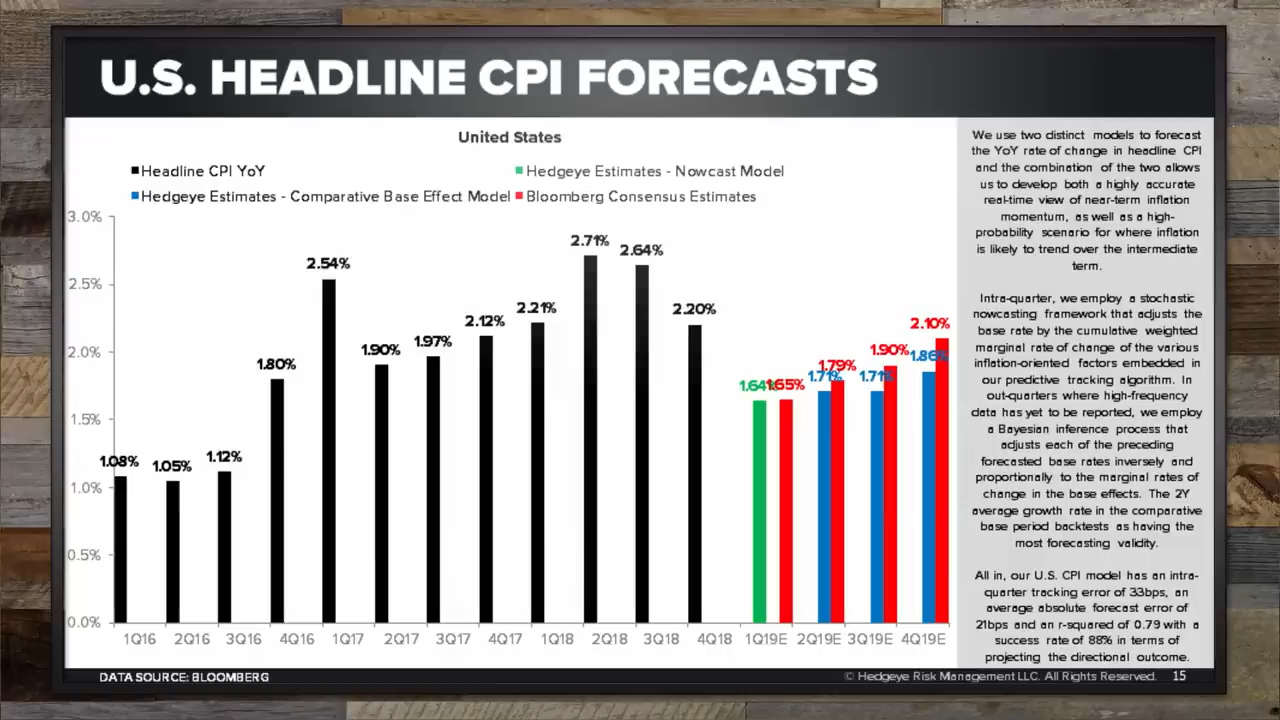 U.S. HEADLINE CPI FORECASTS
United States
Headline CPI YoY
Hedgeye Estimates - Nowcast Model
Hedgeye Estimates - Comparative Base Effect Model
Bloomberg Consensus Estimates
3.0%
2.5%
2.0%
1.5%
1.0%
0.5%
0.0%
1.08%
1.05%
1.12%
1.80%
2.54%
1.90%
1.97%
2.12%
2.21%
2.71%
2.64%
2.20%
1.64%
1.65%
1.71%
1.79%
1.71%
1.90%
1.86%
2.10%
1Q16
2Q16
3Q16
4Q16
1Q17
2Q17
3Q17
4Q17
1Q18
2Q18
3Q18
4Q18
1Q19E
2Q19E
3Q19E
4Q19E
We use two distinct models to forecast
the YoY rate of change in headline CPI
and the combination of the two allows
us to develop both a highly accurate
real-time view of near-term inflation
momentum, as well as a high-
probability scenario for where inflation
is likely to trend over the intermediate
term.
Intra-quarter, we employ a stochastic
nowcasting framework that adjusts the
base rate by the cumulative weighted
marginal rate of change of the various
inflation-oriented factors embedded in
our predictive tracking algorithm. In
out-quarters where high-frequency
data has yet to be reported, we employ
a Bayesian inference process that
adjusts each of the preceding
forecasted base rates inversely and
proportionally to the marginal rates of
change in the base effects. The 2Y
average growth rate in the comparative
base period backtests as having the
most forecasting validity.
All in, our U.S. CPI model has an intra-
quarter tracking error of 33bps, an
average absolute forecast error of
21bps and an r-squared of 0.79 with a
success rate of 88% in terms of
projecting the directional outcome.
DATA SOURCE: BLOOMBERG
© Hedgeye Risk Management LLC. All Rights Reserved.
15